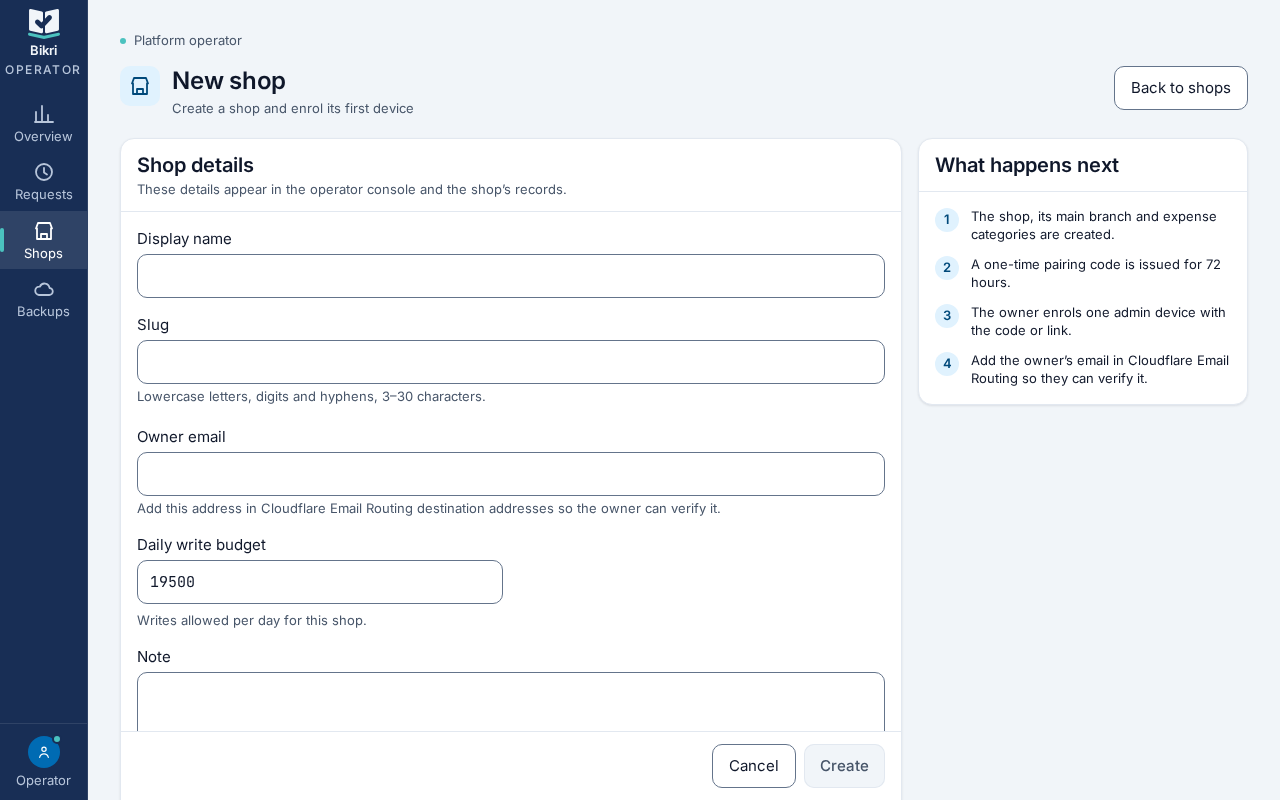 Bikri
OPERATOR
Overview
Requests
Shops
Backups
Operator
Platform operator
New shop
Create a shop and enrol its first device
Back to shops
Shop details
These details appear in the operator console and the shop’s records.
Display name
Slug
Lowercase letters, digits and hyphens, 3–30 characters.
Owner email
Add this address in Cloudflare Email Routing destination addresses so the owner can verify it.
Daily write budget
19500
Writes allowed per day for this shop.
Note
Cancel
Create
What happens next
1
The shop, its main branch and expense
categories are created.
2
A one-time pairing code is issued for 72
hours.
3
The owner enrols one admin device with
the code or link.
4
Add the owner’s email in Cloudflare Email
Routing so they can verify it.